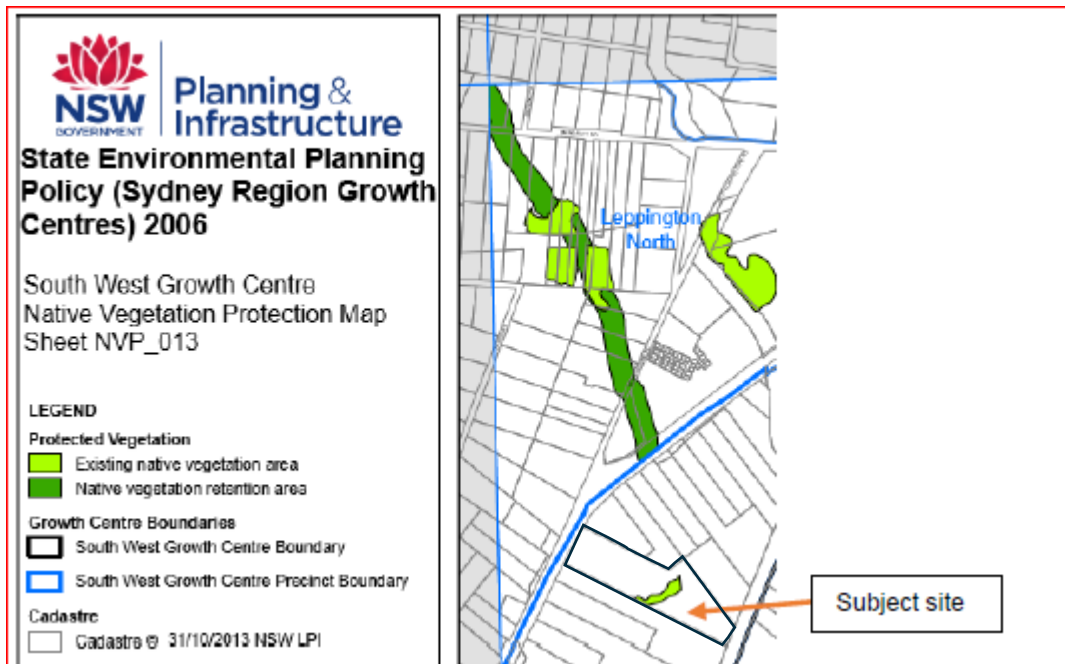 NSW
GOVERNMENT
Planning &
Infrastructure
State Environmental Planning
Policy (Sydney Region Growth
Centres) 2006
South West Growth Centre
Native Vegetation Protection Map
Sheet NVP_013
LEGEND
Protected Vegetation
Existing native vegetation area
Native vegetation retention area
Growth Centre Boundaries
South West Growth Centre Boundary
South West Growth Centre Precinct Boundary
Cadastre
Cadastre @ 31/10/2013 NSW LPI
Leppington
North
Subject site